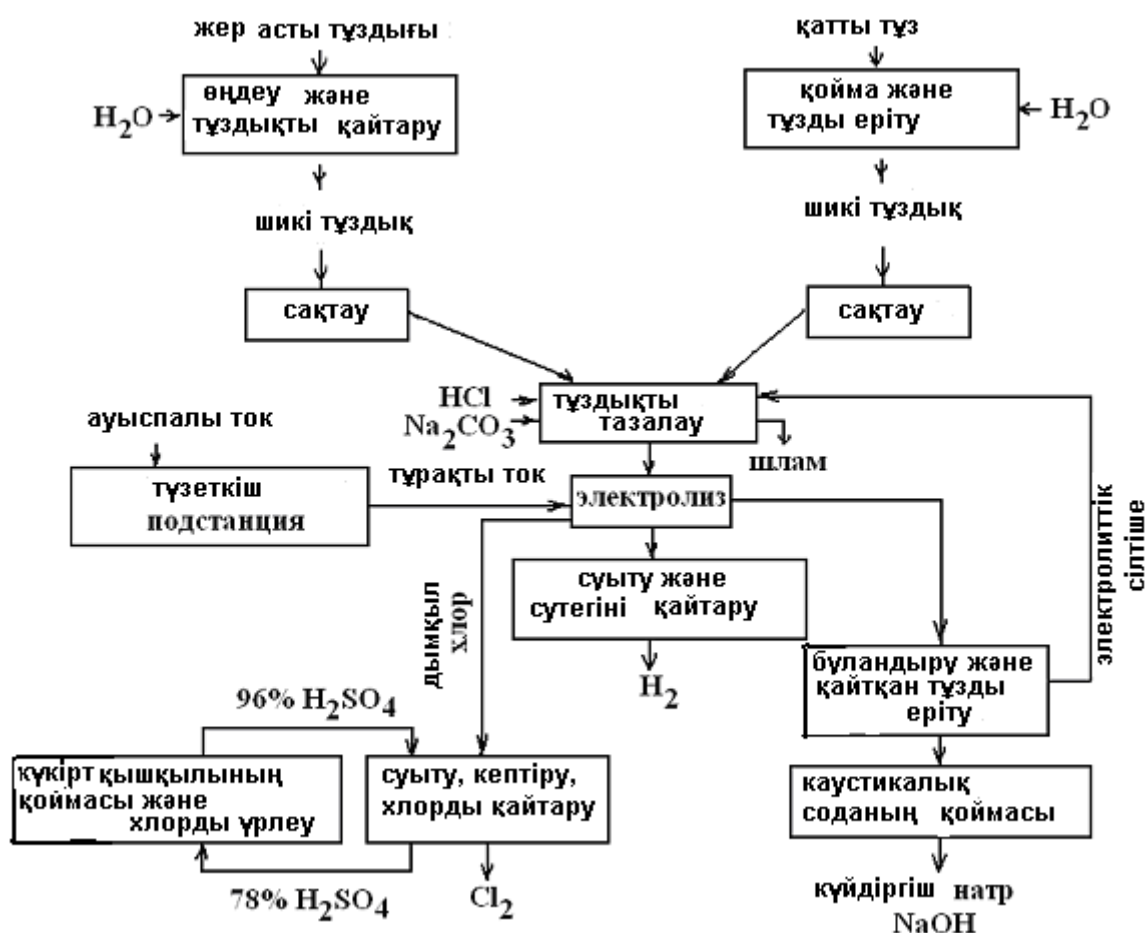 жер асты тұздығы
қатты тұз
өңдеу және
тұздықты қайтару
H₂O
қойма және
тұзды еріту
H₂O
шикі тұздық
шикі тұздық
сақтау
сақтау
HCl
Na₂CO₃
тұздықты
тазалау
шлам
ауыспалы ток
түзеткіш
подстанция
тұрақты ток
электролиз
электролиттік
сілтіше
дымқыл
хлор
суыту және
сутегіні қайтару
H₂
буландыру және
қайтқан тұзды
еріту
96% H₂SO₄
күкірт қышқылының
қоймасы және
хлорды үрлеу
суыту, кептіру,
хлорды қайтару
каустикалық
соданың қоймасы
78% H₂SO₄
Cl₂
күйдіргіш натр
NaOH